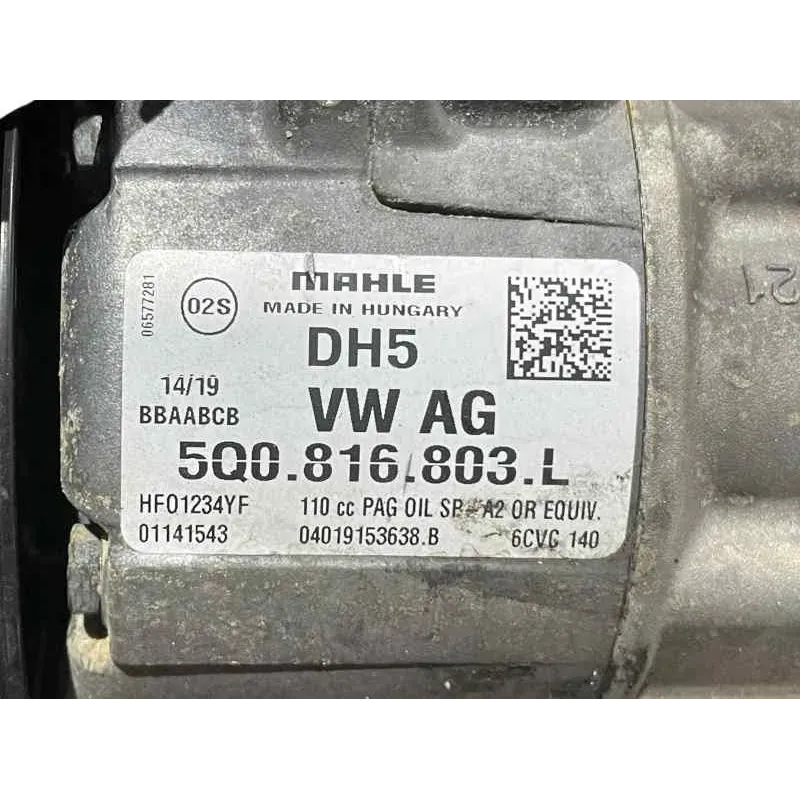 MAHLE
MADE IN HUNGARY
02S
06577281
DH5
14/19
BBAABCB
VW AG
5Q0.816.803.L
HFO1234YF 110 cc PAG OIL SP-A2 OR EQUIV.
01141543 04019153638.B 6CVC 140
21